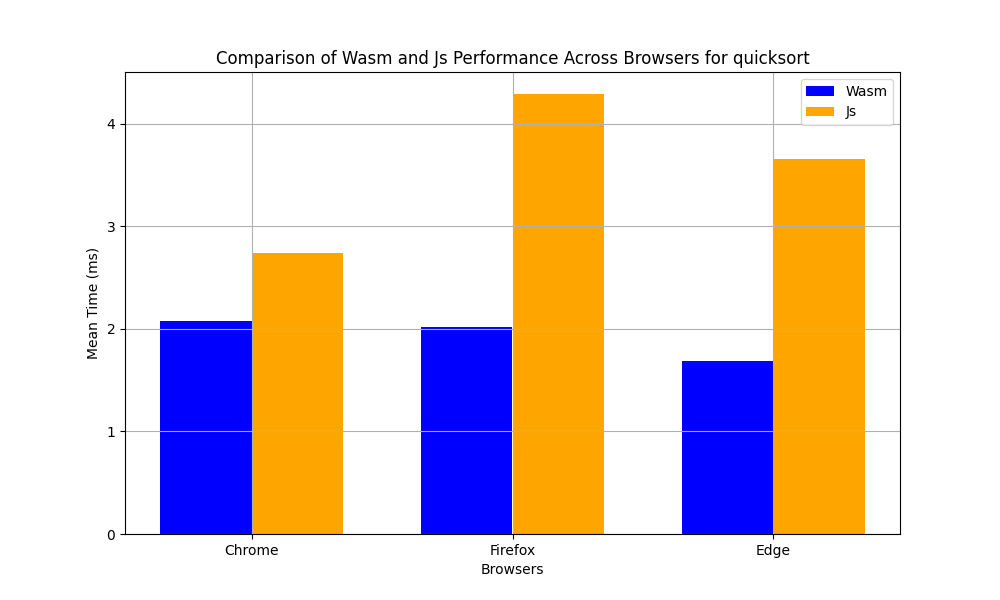 Comparison of Wasm and Js Performance Across Browsers for quicksort
Wasm
Js
Mean Time (ms)
4
3
2
1
0
Chrome
Firefox
Edge
Browsers